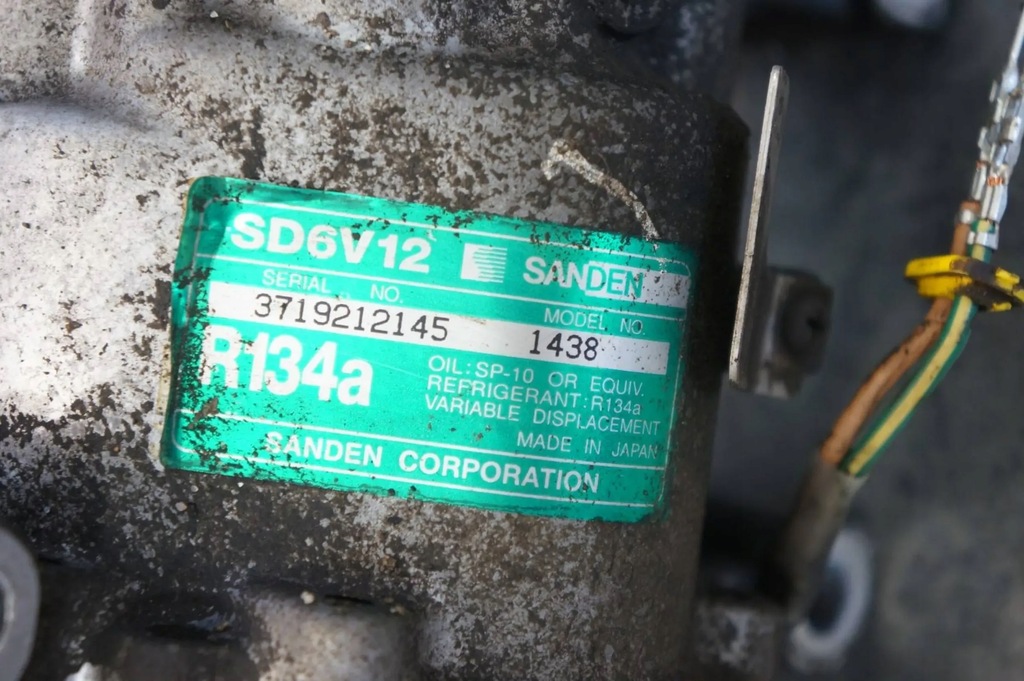 SD6V12 SANDEN
SERIAL NO. MODEL NO.
3719212145 1438
R134a
OIL:SP-10 OR EQUIV.
REFRIGERANT:R134a
VARIABLE DISPLACEMENT
MADE IN JAPAN
SANDEN CORPORATION